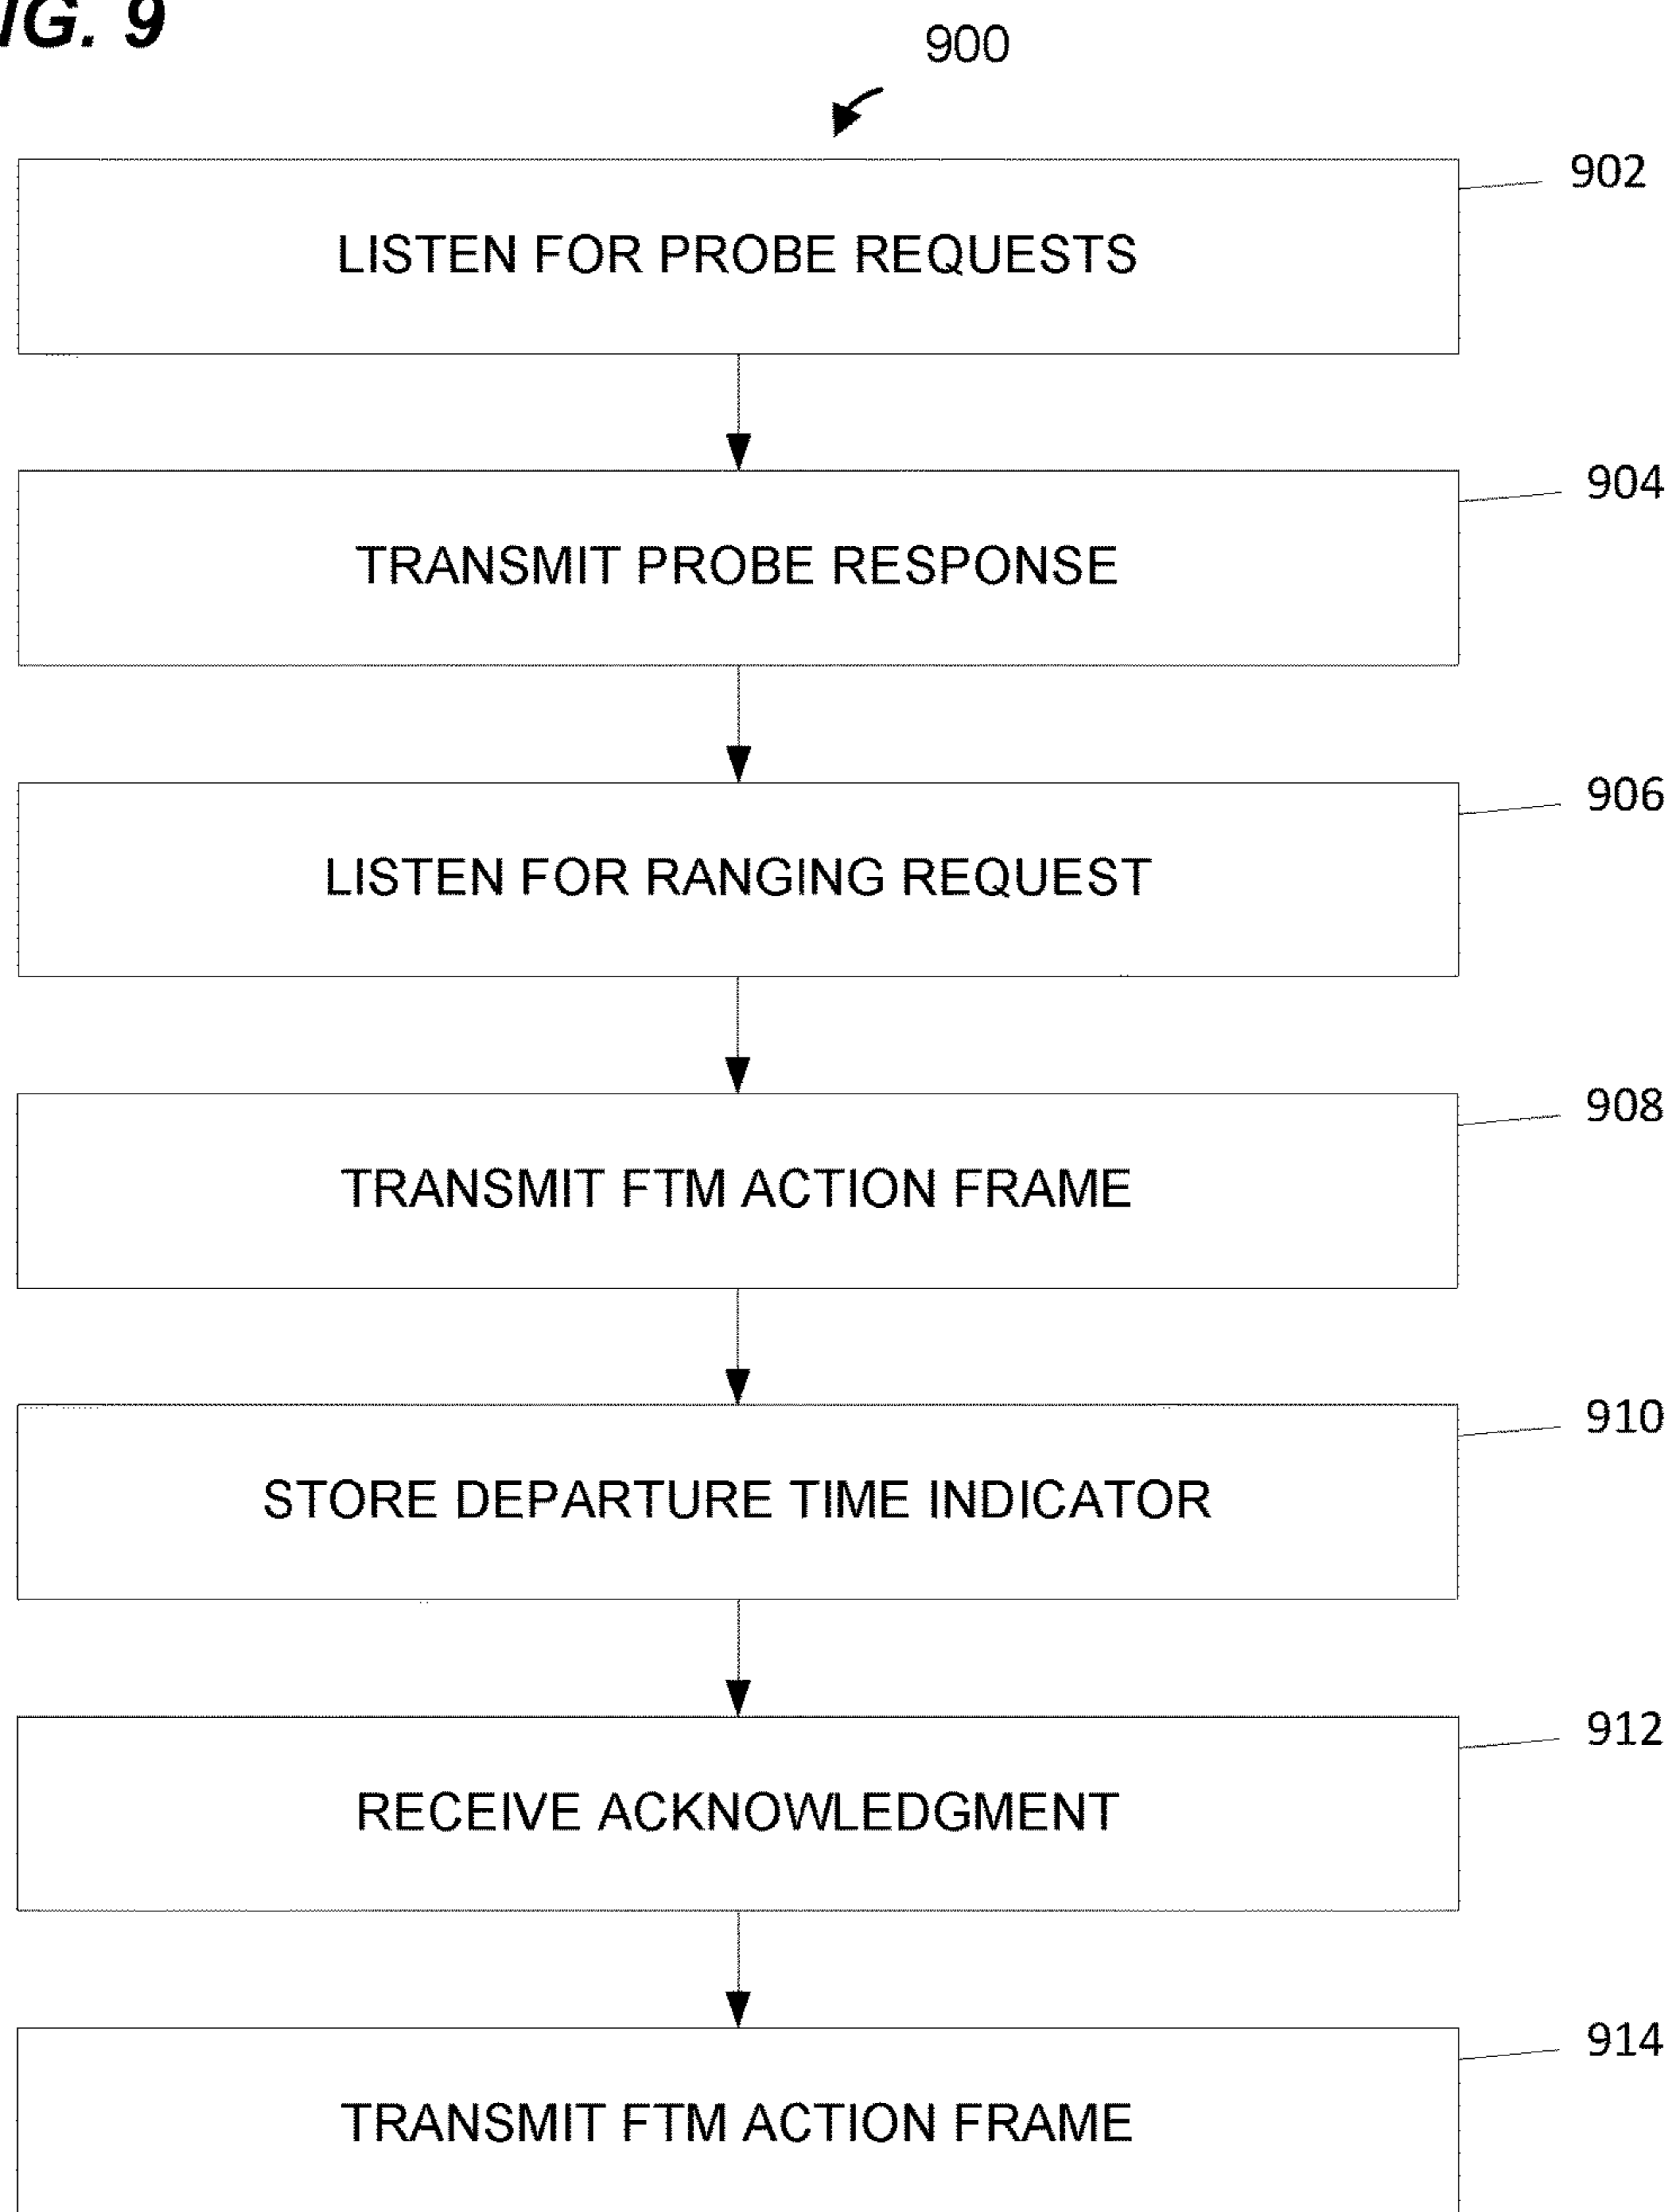 IG. 9
900
902
LISTEN FOR PROBE REQUESTS
904
TRANSMIT PROBE RESPONSE
906
LISTEN FOR RANGING REQUEST
908
TRANSMIT FTM ACTION FRAME
910
STORE DEPARTURE TIME INDICATOR
912
RECEIVE ACKNOWLEDGMENT
914
TRANSMIT FTM ACTION FRAME